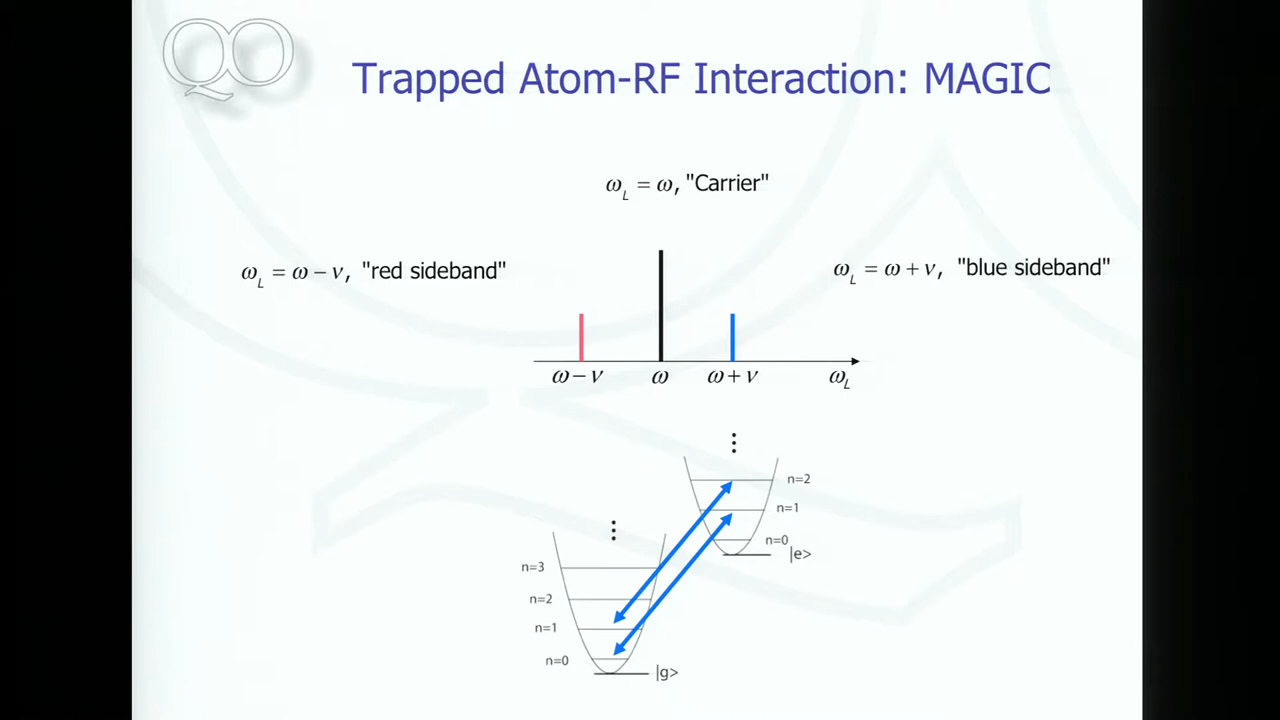 QO
Trapped Atom-RF Interaction: MAGIC
ω_L = ω, "Carrier"
ω_L = ω − ν, "red sideband"
ω_L = ω + ν, "blue sideband"
ω − ν
ω
ω + ν
ω_L
n=2
n=1
n=0
|e>
n=3
n=2
n=1
n=0
|g>